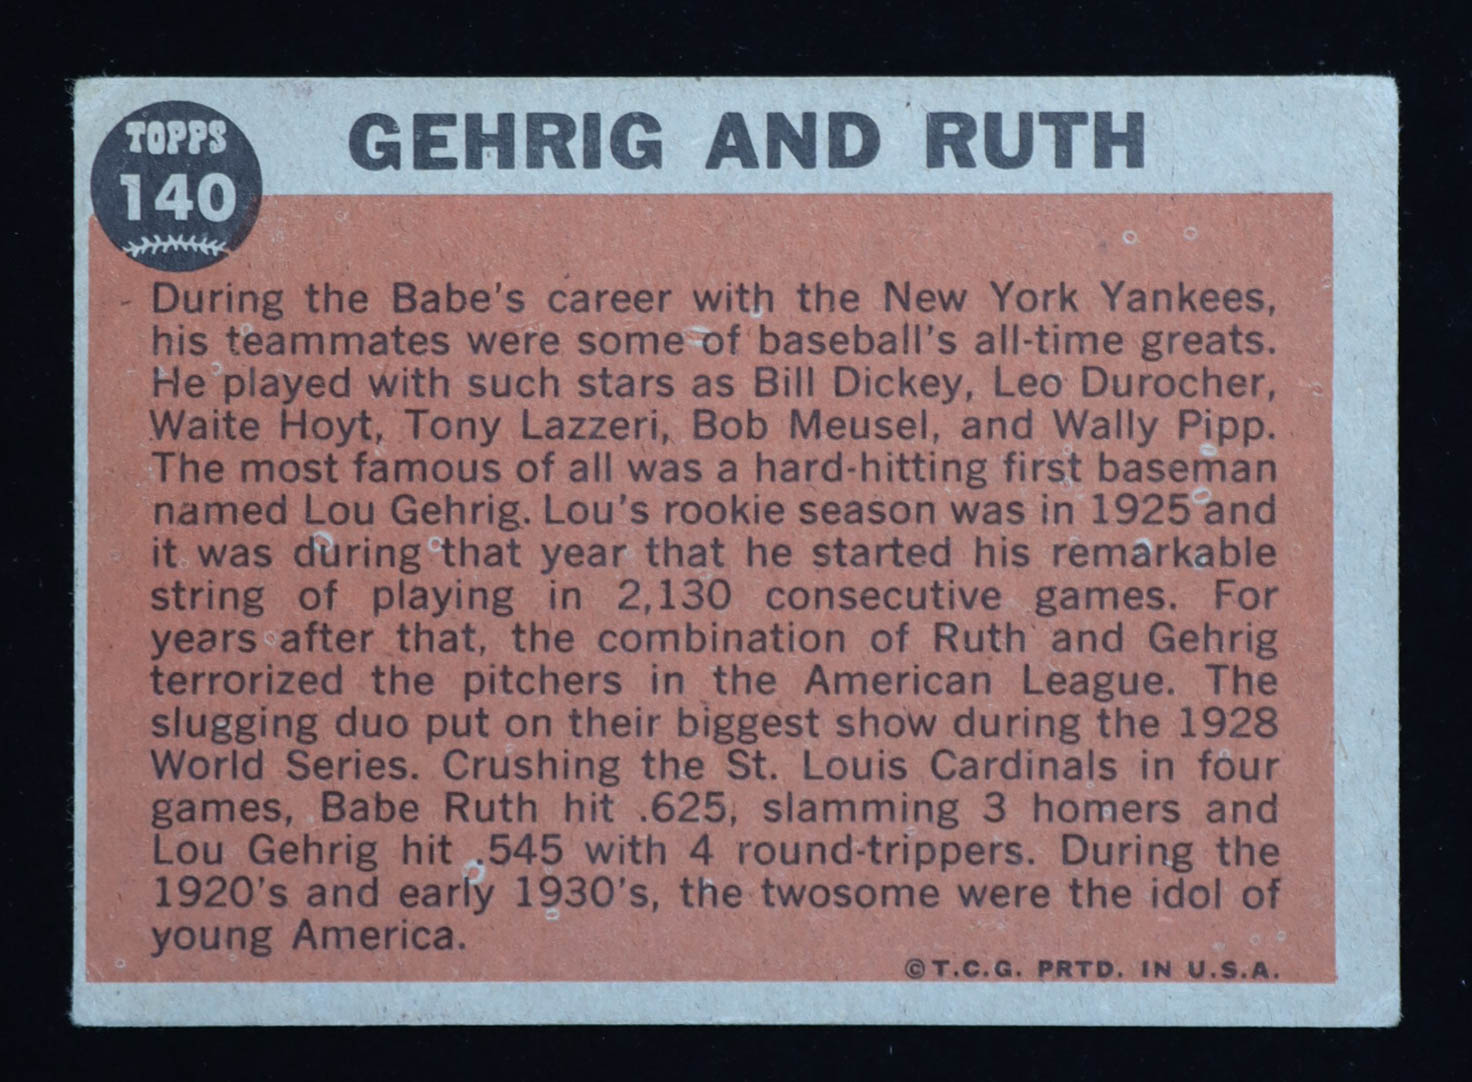 TOPPS
140
GEHRIG AND RUTH
During the Babe's career with the New York Yankees,
his teammates were some of baseball's all-time greats.
He played with such stars as Bill Dickey, Leo Durocher,
Waite Hoyt, Tony Lazzeri, Bob Meusel, and Wally Pipp.
The most famous of all was a hard-hitting first baseman
named Lou Gehrig. Lou's rookie season was in 1925 and
it was during that year that he started his remarkable
string of playing in 2,130 consecutive games. For
years after that, the combination of Ruth and Gehrig
terrorized the pitchers in the American League. The
slugging duo put on their biggest show during the 1928
World Series. Crushing the St. Louis Cardinals in four
games, Babe Ruth hit .625, slamming 3 homers and
Lou Gehrig hit .545 with 4 round-trippers. During the
1920's and early 1930's, the twosome were the idol of
young America.
© T.C.G. PRTD. IN U.S.A.